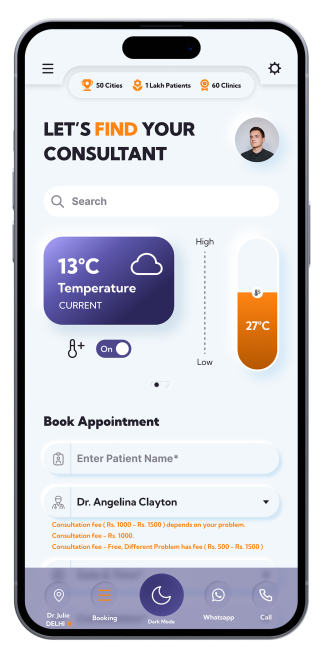 50 Cities 1 Lakh Patients 60 Clinics
LET'S FIND YOUR
CONSULTANT
Search
13°C
Temperature
CURRENT
On
High
Low
27°C
Book Appointment
Enter Patient Name*
Dr. Angelina Clayton
Consultation fee ( Rs. 1000 - Rs. 1500 ) depends on your problem.
Consultation fee - Rs. 1000.
Consultation fee - Free, Different Problem has fee ( Rs. 500 - Rs. 1500 )
Dr Julie
DELHI
Booking
Dark Mode
Whatsapp
Call